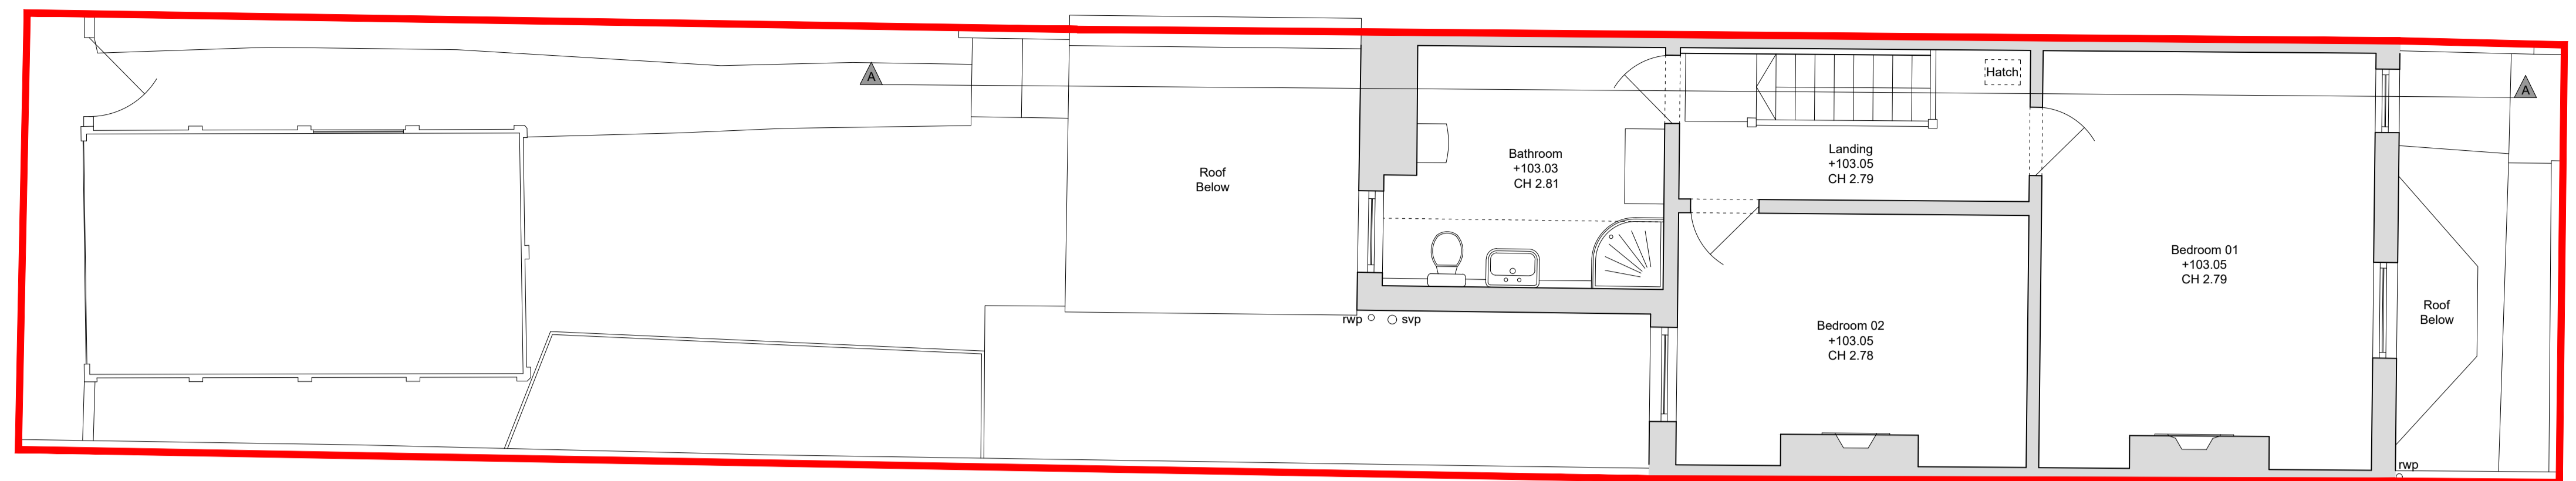 A
Hatch
A
Roof
Below
Bathroom
+103.03
CH 2.81
Landing
+103.05
CH 2.79
Bedroom 01
+103.05
CH 2.79
Roof
Below
rwp
svp
Bedroom 02
+103.05
CH 2.78
rwp